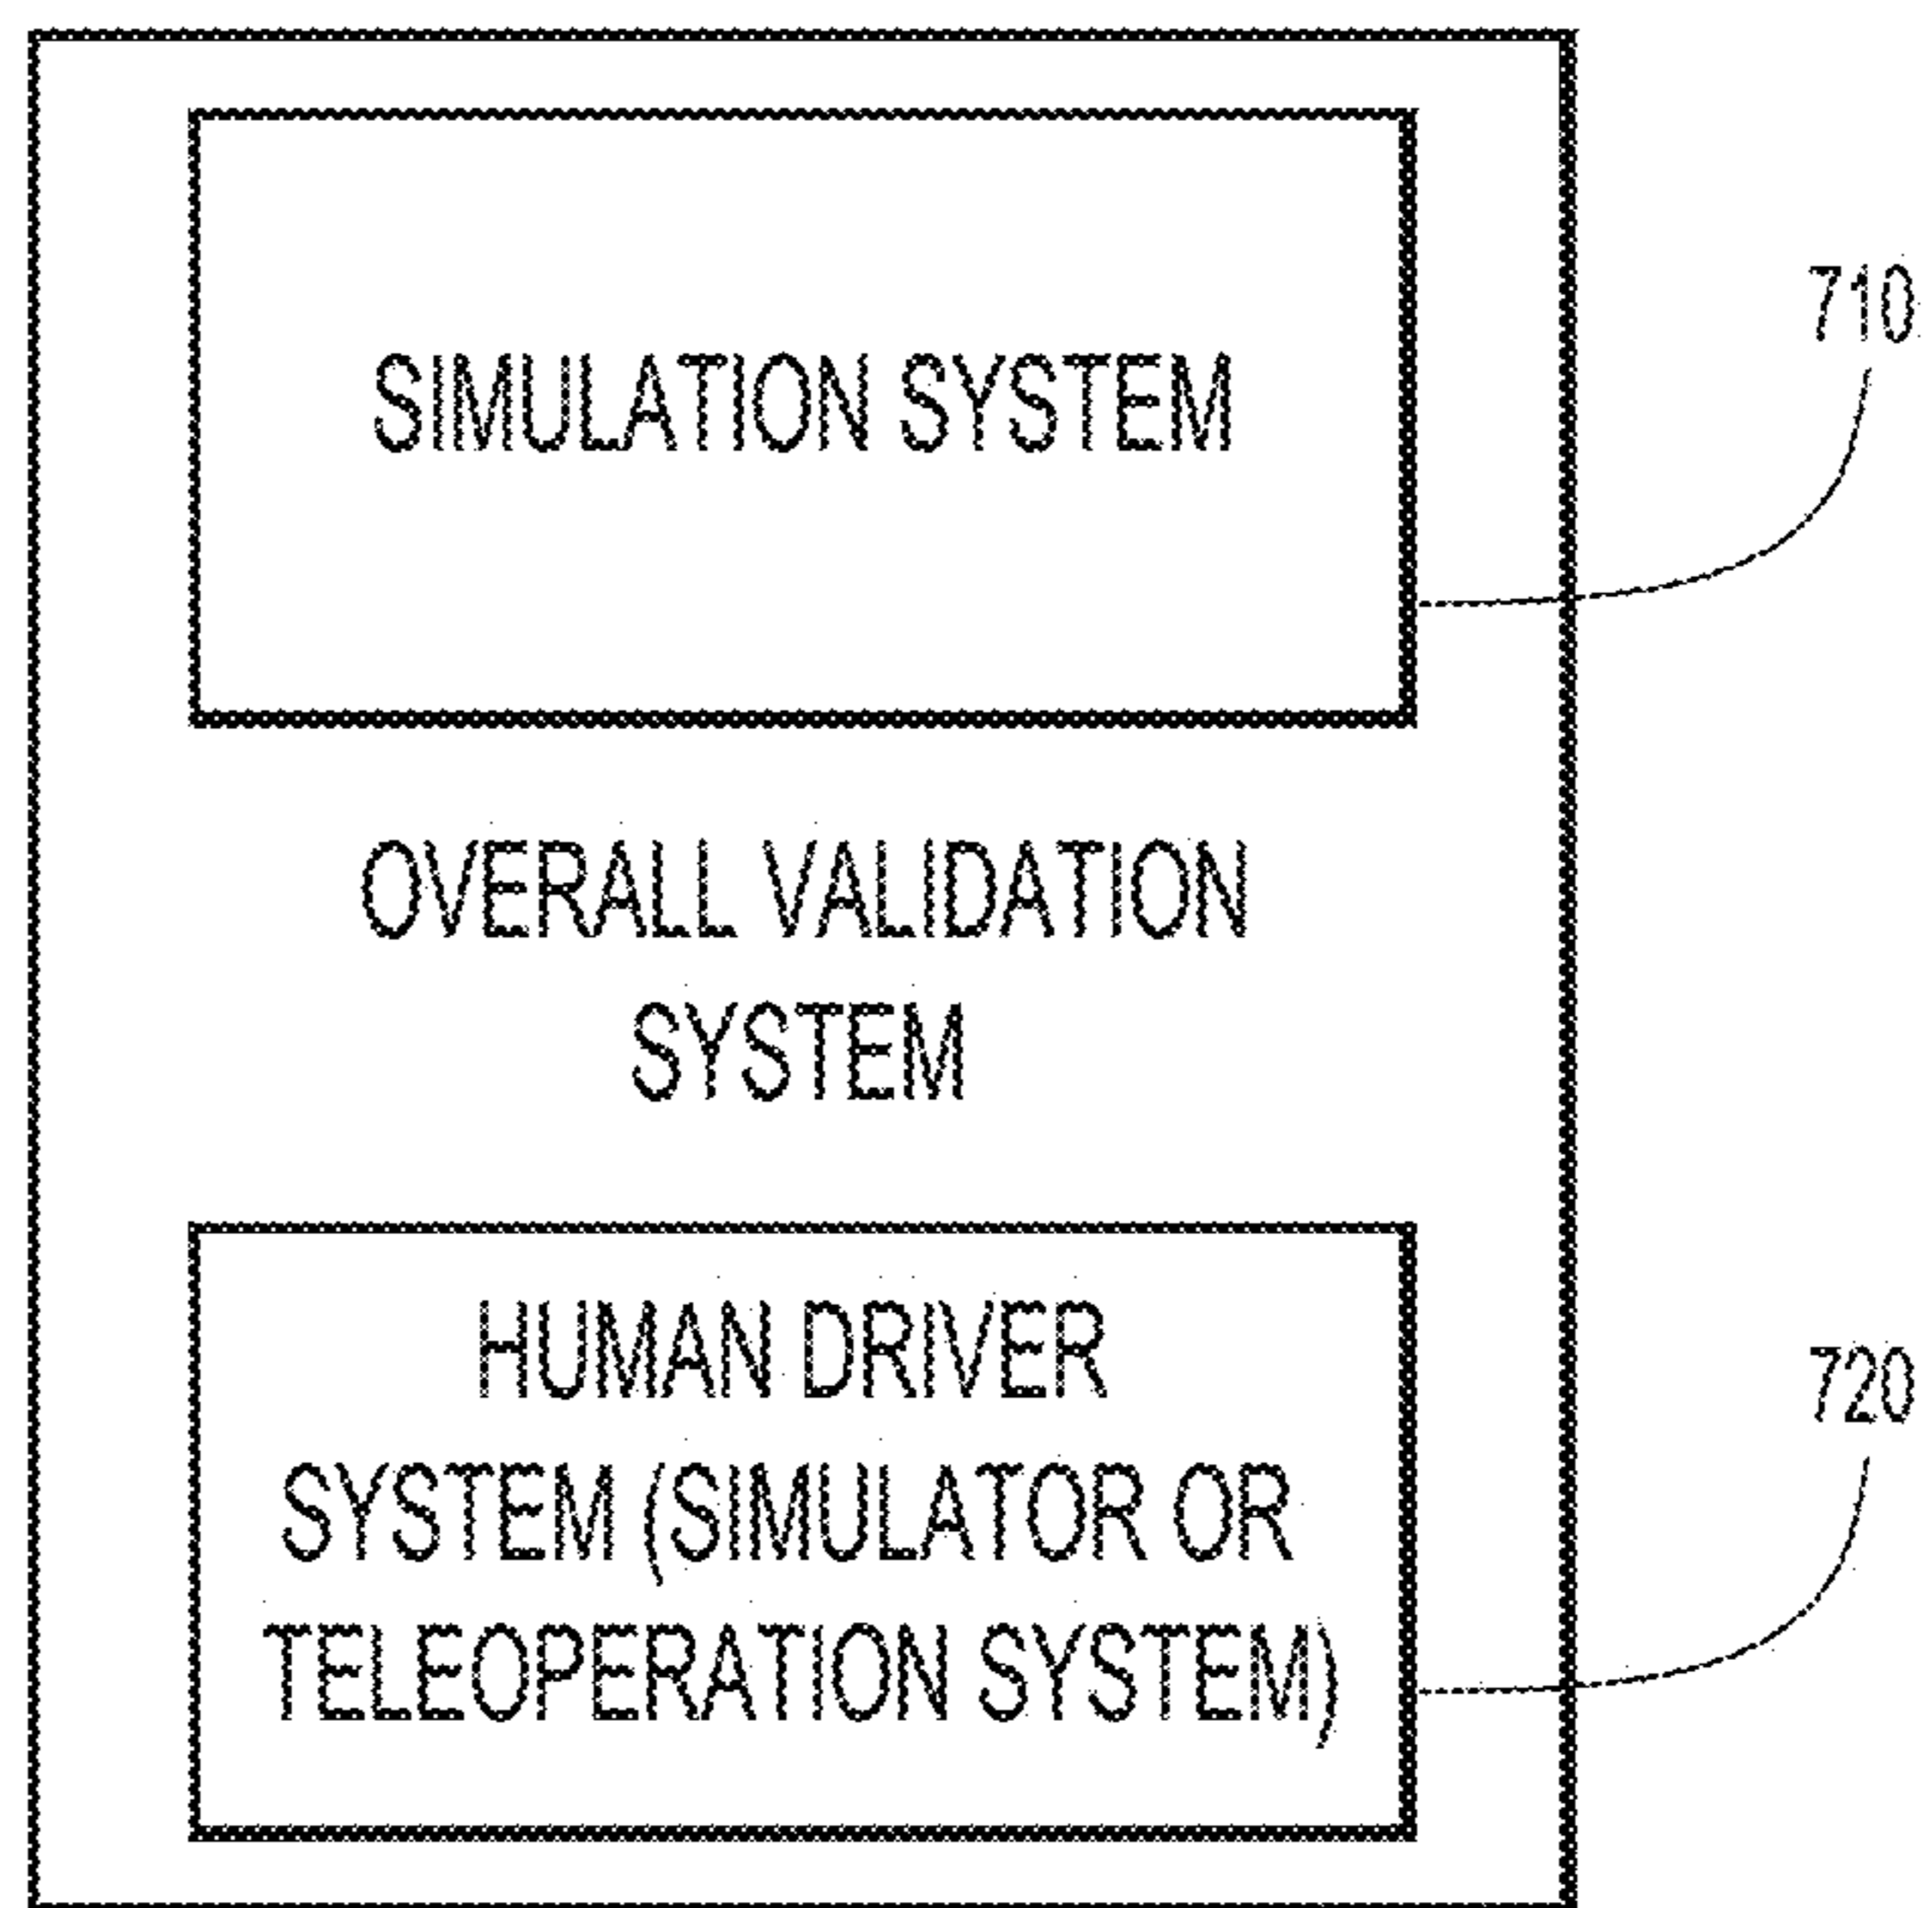 SIMULATION SYSTEM
710
OVERALL VALIDATION
SYSTEM
HUMAN DRIVER
SYSTEM (SIMULATOR OR
TELEOPERATION SYSTEM)
720